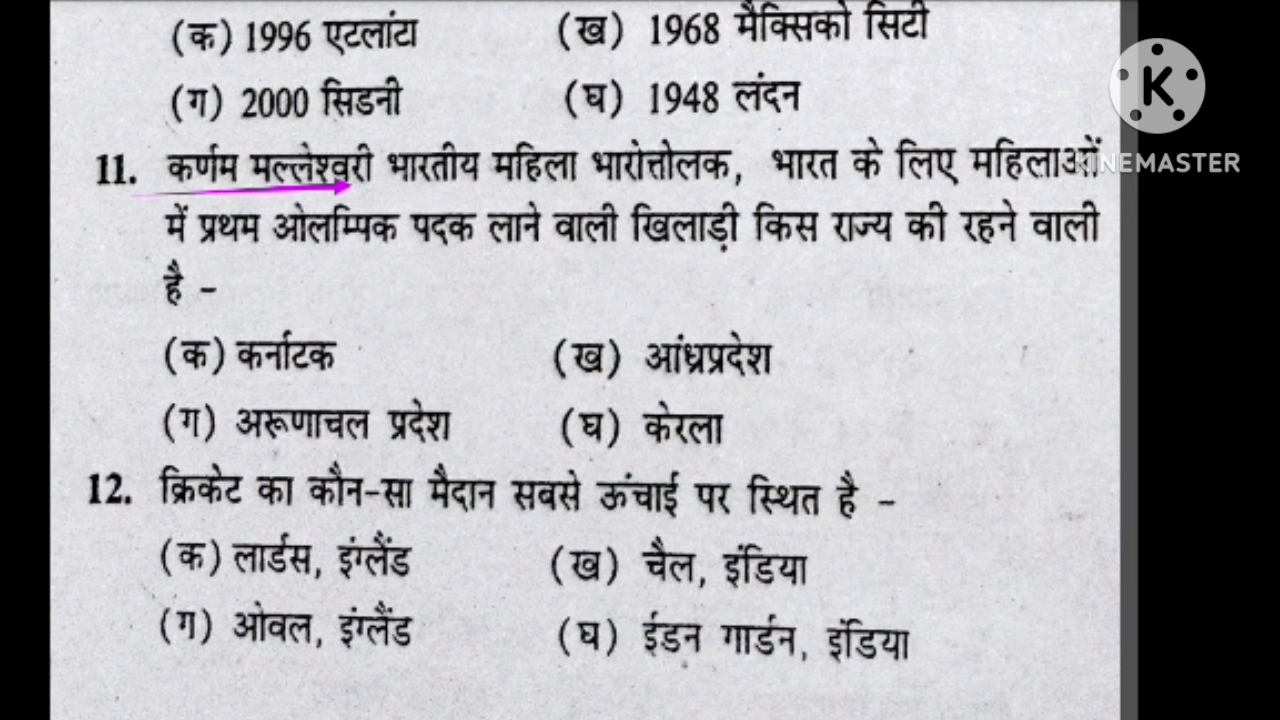 (क) 1996 एटलांटा (ख) 1968 मैक्सिको सिटी
(ग) 2000 सिडनी (घ) 1948 लंदन
K
KINEMASTER
11. कर्णम मल्लेश्वरी भारतीय महिला भारोत्तोलक, भारत के लिए महिलाओं
में प्रथम ओलम्पिक पदक लाने वाली खिलाड़ी किस राज्य की रहने वाली
है -
(क) कर्नाटक (ख) आंध्रप्रदेश
(ग) अरूणाचल प्रदेश (घ) केरला
12. क्रिकेट का कौन-सा मैदान सबसे ऊंचाई पर स्थित है -
(क) लार्डस, इंग्लैंड (ख) चैल, इंडिया
(ग) ओवल, इंग्लैंड (घ) ईडन गार्डन, इंडिया